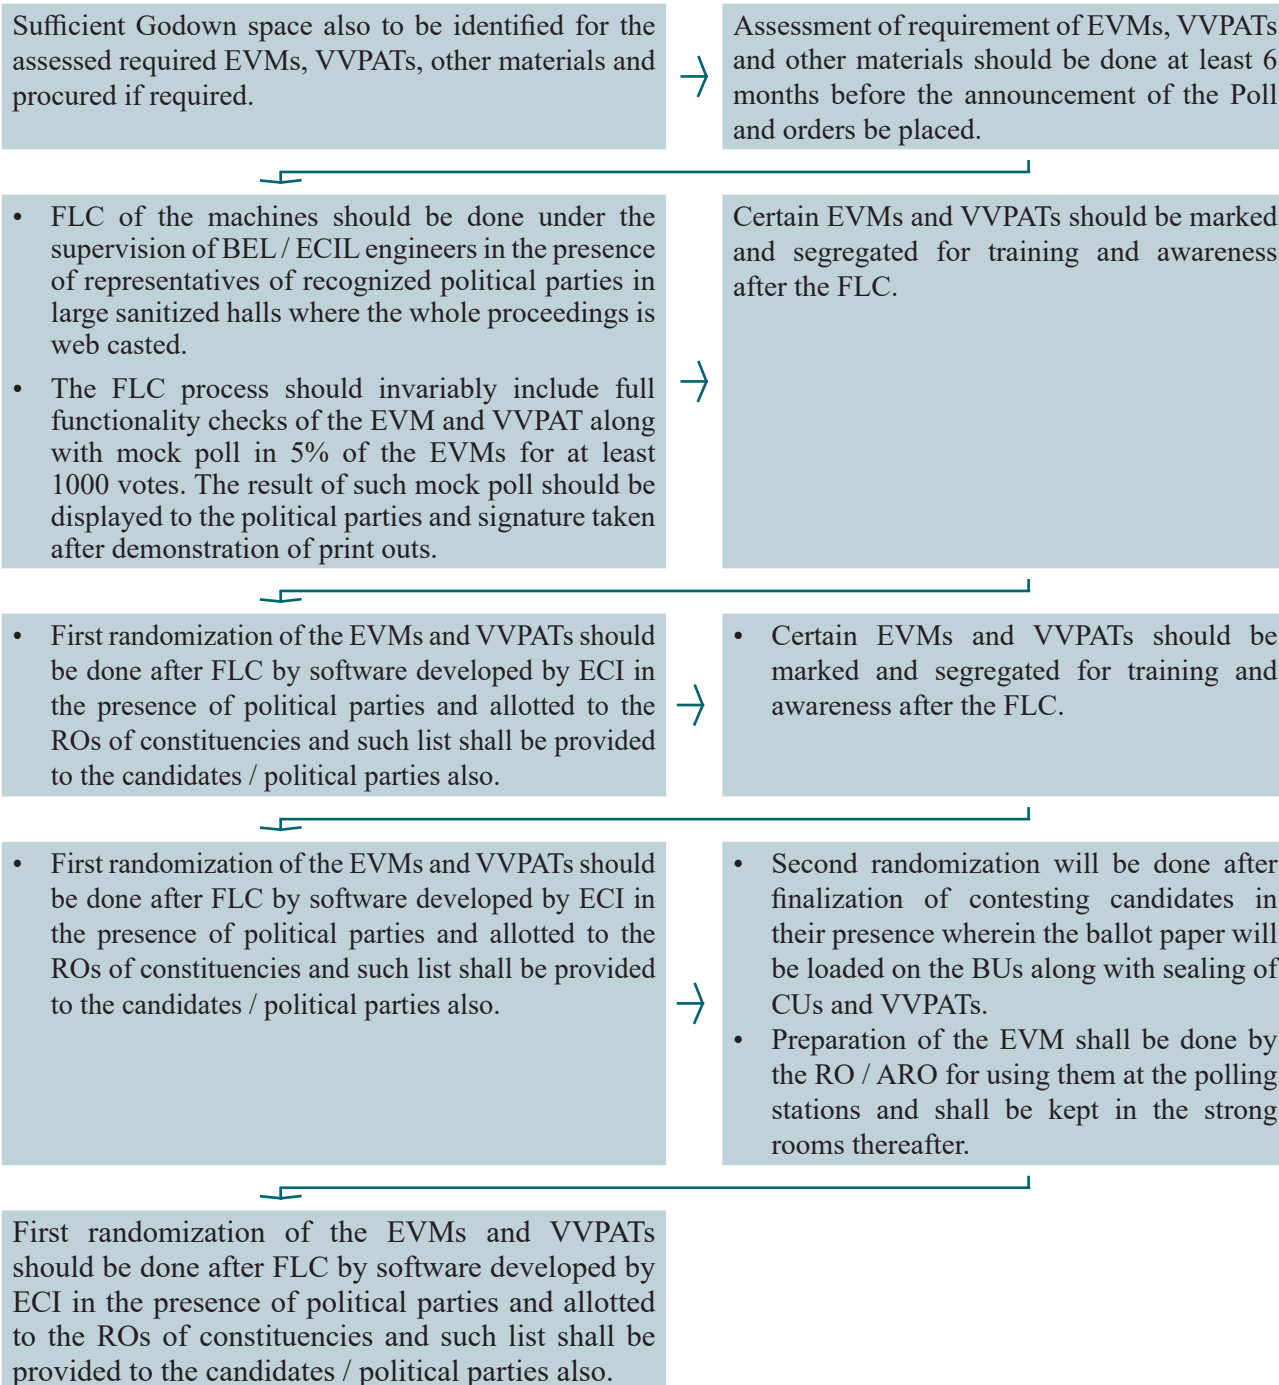 Sufficient Godown space also to be identified for the
assessed required EVMs, VVPATs, other materials and
procured if required.
Assessment of requirement of EVMs, VVPATs
and other materials should be done at least 6
months before the announcement of the Poll
and orders be placed.
• FLC of the machines should be done under the
supervision of BEL / ECIL engineers in the presence
of representatives of recognized political parties in
large sanitized halls where the whole proceedings is
web casted.
• The FLC process should invariably include full
functionality checks of the EVM and VVPAT along
with mock poll in 5% of the EVMs for at least
1000 votes. The result of such mock poll should be
displayed to the political parties and signature taken
after demonstration of print outs.
Certain EVMs and VVPATs should be marked
and segregated for training and awareness
after the FLC.
• First randomization of the EVMs and VVPATs should
be done after FLC by software developed by ECI in
the presence of political parties and allotted to the
ROs of constituencies and such list shall be provided
to the candidates / political parties also.
• Certain EVMs and VVPATs should be
marked and segregated for training and
awareness after the FLC.
• First randomization of the EVMs and VVPATs should
be done after FLC by software developed by ECI in
the presence of political parties and allotted to the
ROs of constituencies and such list shall be provided
to the candidates / political parties also.
• Second randomization will be done after
finalization of contesting candidates in
their presence wherein the ballot paper will
be loaded on the BUs along with sealing of
CUs and VVPATs.
• Preparation of the EVM shall be done by
the RO / ARO for using them at the polling
stations and shall be kept in the strong
rooms thereafter.
First randomization of the EVMs and VVPATs
should be done after FLC by software developed by
ECI in the presence of political parties and allotted
to the ROs of constituencies and such list shall be
provided to the candidates / political parties also.